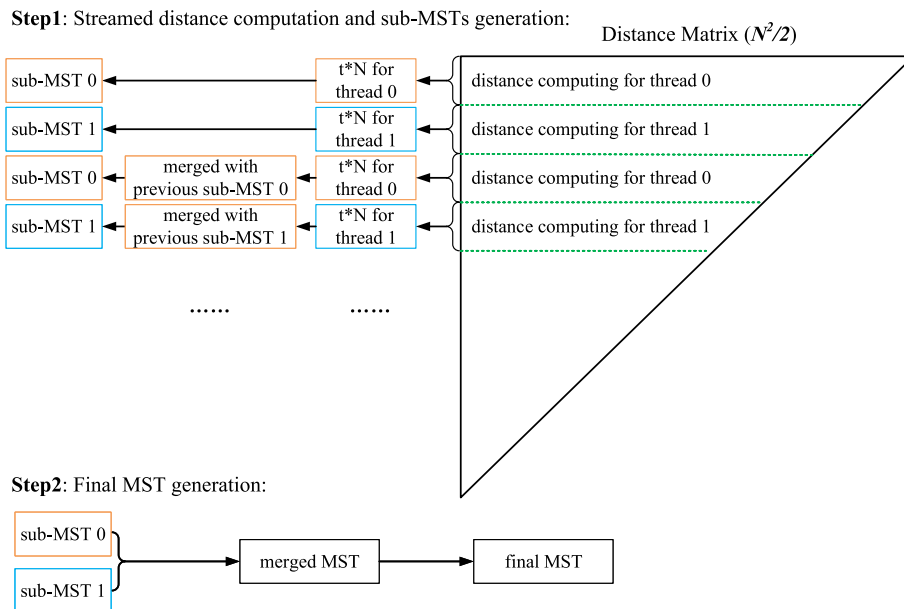 Step1: Streamed distance computation and sub-MSTs generation:
Distance Matrix (N²/2)
sub-MST 0
t*N for
thread 0
distance computing for thread 0
sub-MST 1
t*N for
thread 1
distance computing for thread 1
sub-MST 0
merged with
previous sub-MST 0
t*N for
thread 0
distance computing for thread 0
sub-MST 1
merged with
previous sub-MST 1
t*N for
thread 1
distance computing for thread 1
…… ……
Step2: Final MST generation:
sub-MST 0
merged MST
final MST
sub-MST 1